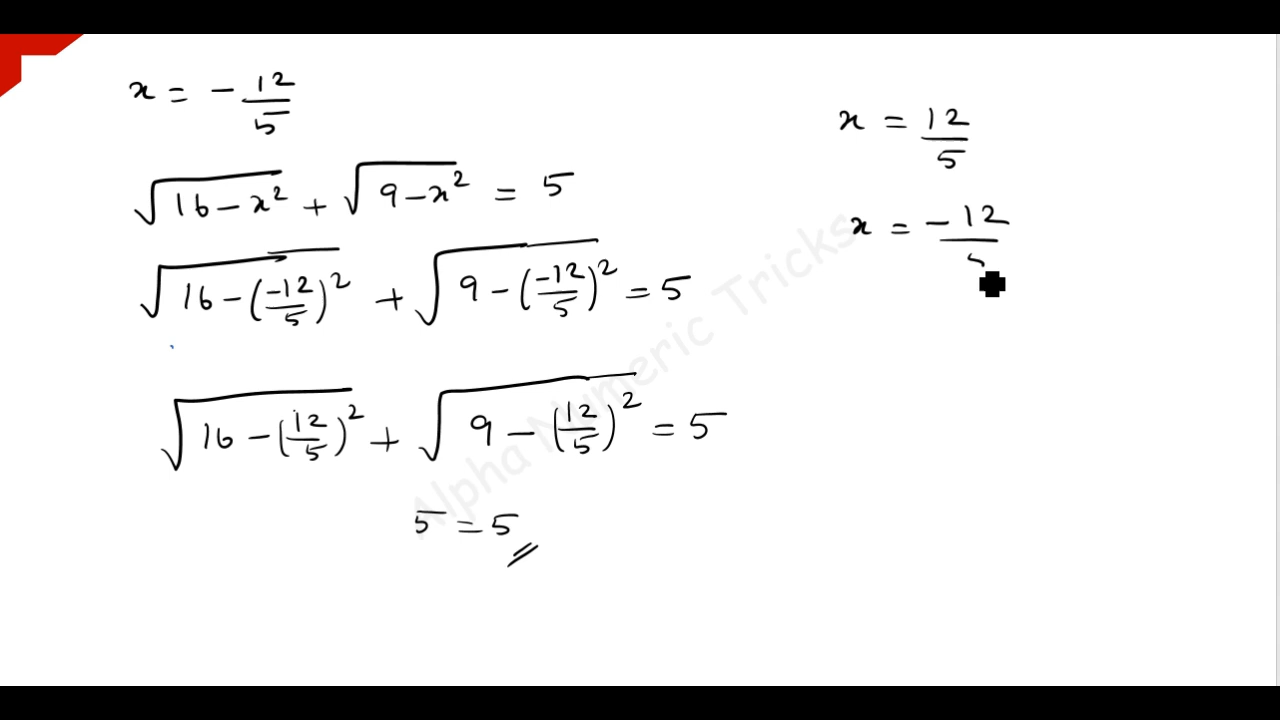 x = -12/5
√(16-x²) + √(9-x²) = 5
√(16-(-12/5)²) + √(9-(-12/5)²) = 5
√(16-(12/5)²) + √(9-(12/5)²) = 5
5 = 5
x = 12/5
x = -12/5
Alpha Numeric Tricks